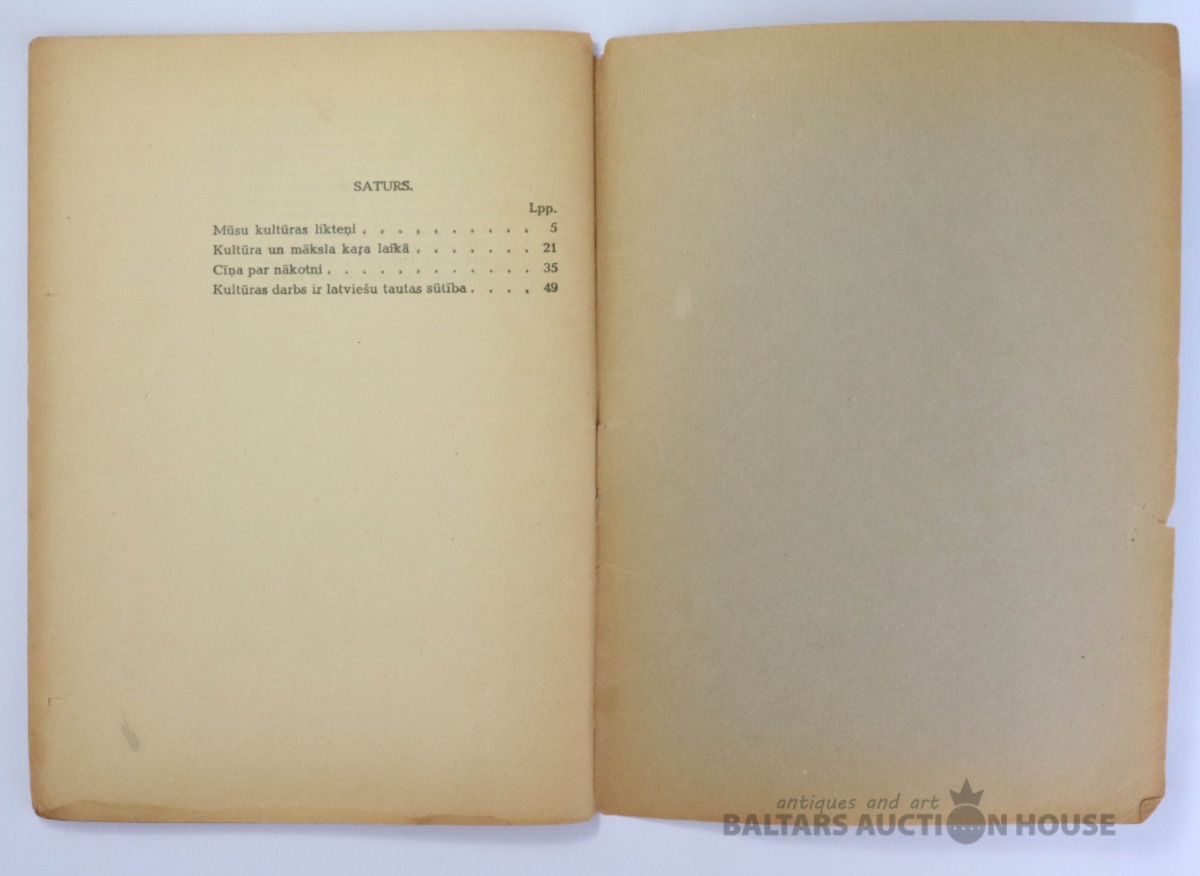 SATURS.
Lpp.
Mūsu kultūras likteņi . . . . . . . . . . 5
Kultūra un māksla kaŗa laikā . . . . . . . 21
Cīņa par nākotni . . . . . . . . . . . . 35
Kultūras darbs ir latviešu tautas sūtība . . . . 49
antiques and art
BALTARS AUCTION HOUSE